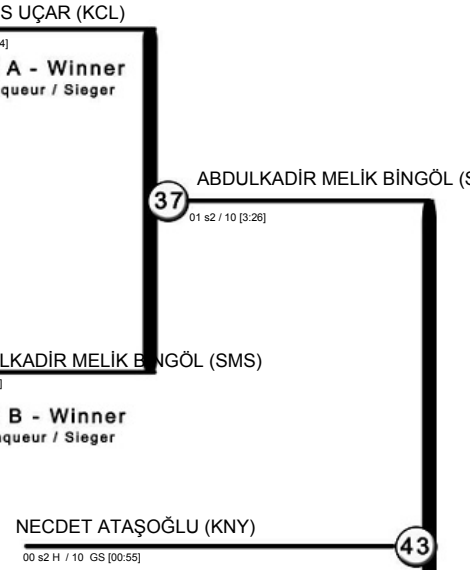 S UÇAR (KCL)
4]
A - Winner
queur / Sieger
ABDULKADİR MELİK BİNGÖL (S
37
01 s2 / 10 [3:26]
LKADİR MELİK BİNGÖL (SMS)
]
B - Winner
queur / Sieger
NECDET ATAŞOĞLU (KNY)
43
00 s2 H / 10 GS [00:55]